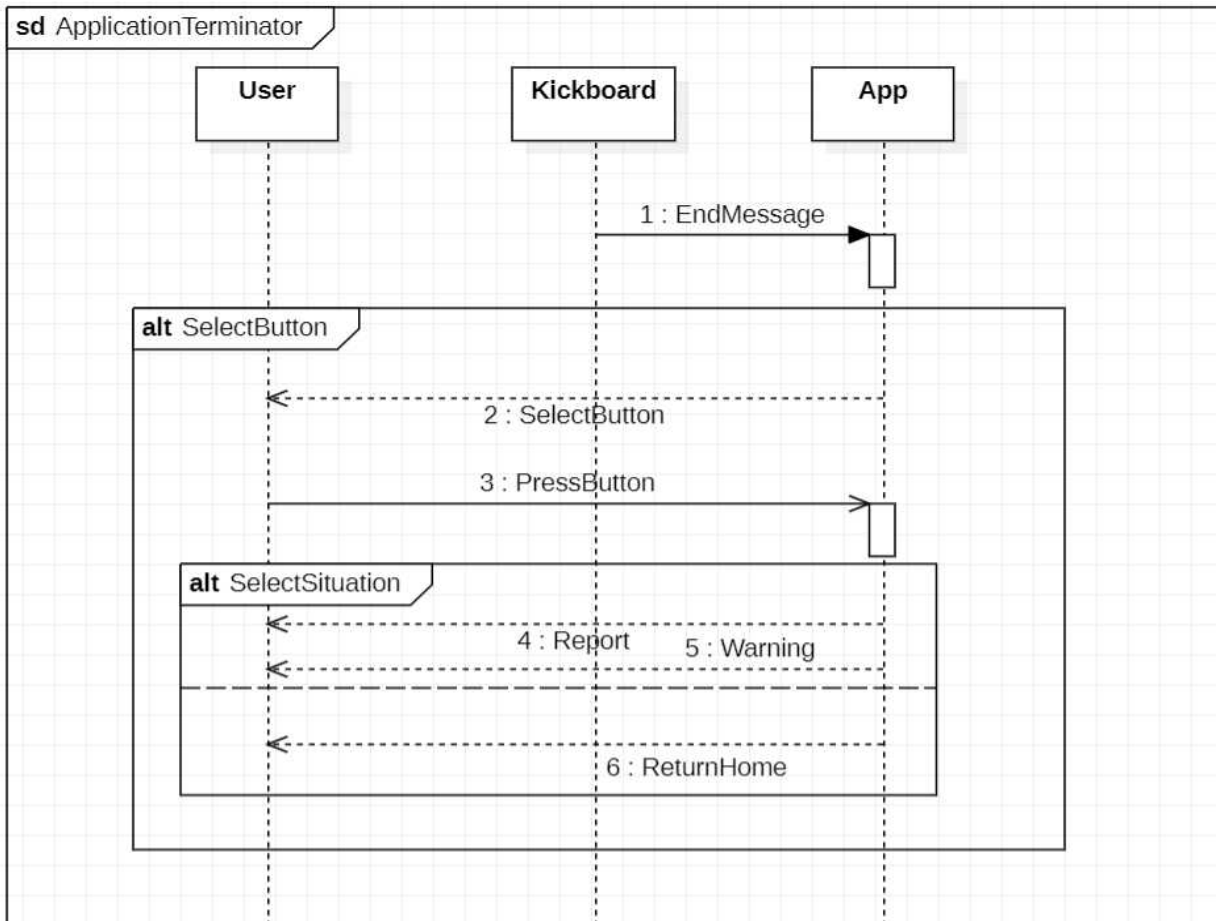 sd ApplicationTerminator
User
Kickboard
App
1 : EndMessage
alt SelectButton
2 : SelectButton
3 : PressButton
alt SelectSituation
4 : Report
5 : Warning
6 : ReturnHome